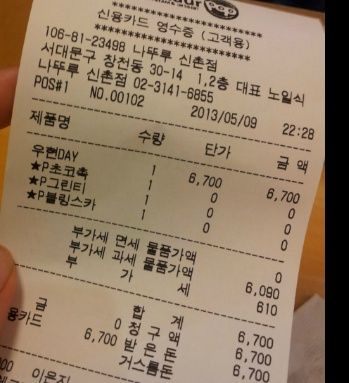 POP
************************
신용카드 영수증 (고객용)
************************
106-81-23498 나뚜루 신촌점
서대문구 창전동 30-14 1,2층 대표 노일식
나뚜루 신촌점 02-3141-6855
POS#1 NO.00102 2013/05/09 22:28
제품명 수량 단가 금 액
우현DAY 1 6,700 6,700
★P초코촉 1 0 0
★P그린티 1 0 0
★P블링스카 1 0 0
부가세 면세 물품가액 0
부가세 과세 물품가액 6,090
부 가 세 610
합 계 6,700
금 0 청 구 액 6,700
용카드 6,700 받 은 돈 6,700
거스름돈